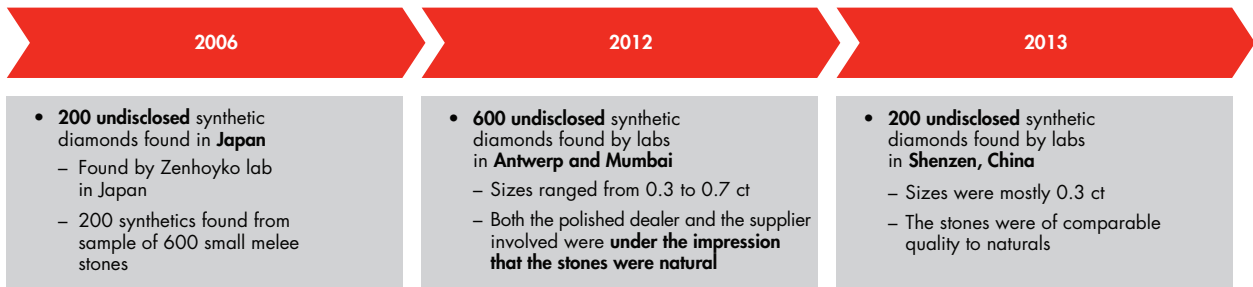 2006
• 200 undisclosed synthetic
diamonds found in Japan
– Found by Zenhoyko lab
in Japan
– 200 synthetics found from
sample of 600 small melee
stones
2012
• 600 undisclosed synthetic
diamonds found by labs
in Antwerp and Mumbai
– Sizes ranged from 0.3 to 0.7 ct
– Both the polished dealer and the supplier
involved were under the impression
that the stones were natural
2013
• 200 undisclosed synthetic
diamonds found by labs
in Shenzen, China
– Sizes were mostly 0.3 ct
– The stones were of comparable
quality to naturals